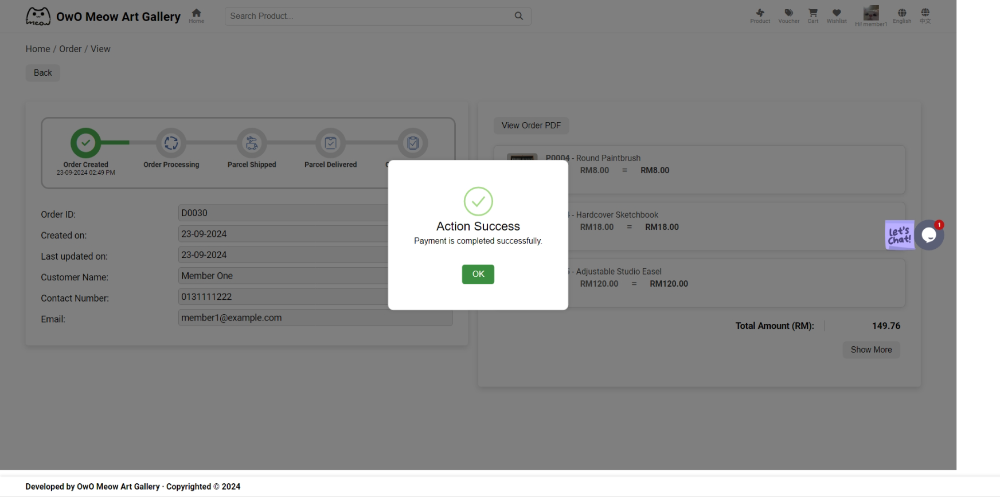 meow OwO Meow Art Gallery Home Search Product... Product Voucher Cart Wishlist Hi! member1 English 中文
Home / Order / View
Back
Order Created
23-09-2024 02:49 PM
Order Processing
Parcel Shipped
Parcel Delivered
Order ID: D0030
Created on: 23-09-2024
Last updated on: 23-09-2024
Customer Name: Member One
Contact Number: 0131111222
Email: member1@example.com
View Order PDF
P0004 - Round Paintbrush
RM8.00 = RM8.00
- Hardcover Sketchbook
RM18.00 = RM18.00
- Adjustable Studio Easel
RM120.00 = RM120.00
Total Amount (RM): 149.76
Show More
Action Success
Payment is completed successfully.
OK
let's
chat!
1
Developed by OwO Meow Art Gallery · Copyrighted © 2024